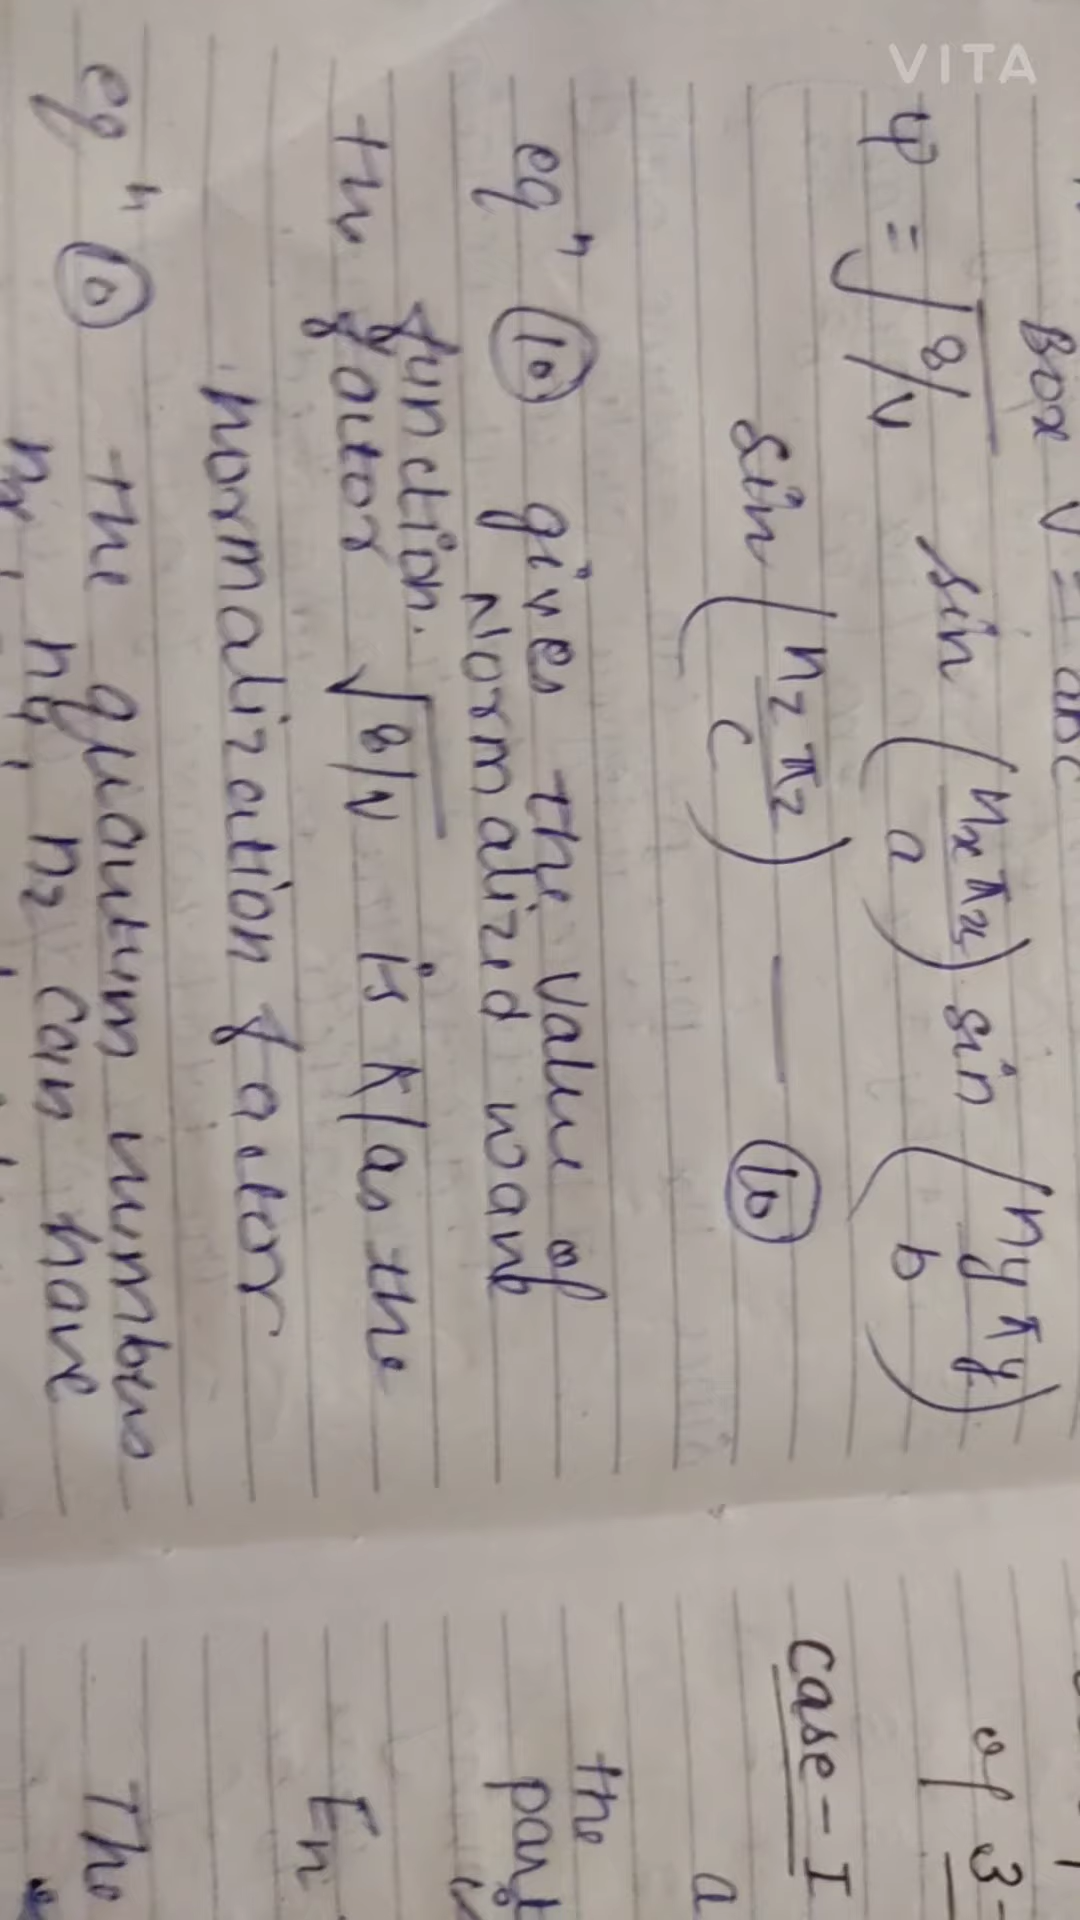 VITA
Box V = abc
ψ = √8/V sin (nxπx/a) sin (nyπy/b)
sin (nzπz/c) — (10)
eqn (10) gives the value of
Normalized wave
function.
the factor √8/V is k/as the
normalization factor
eqn (10) the quantum numbers
nx, ny, nz can have
of 3-
Case-I
a
the
part
En
The